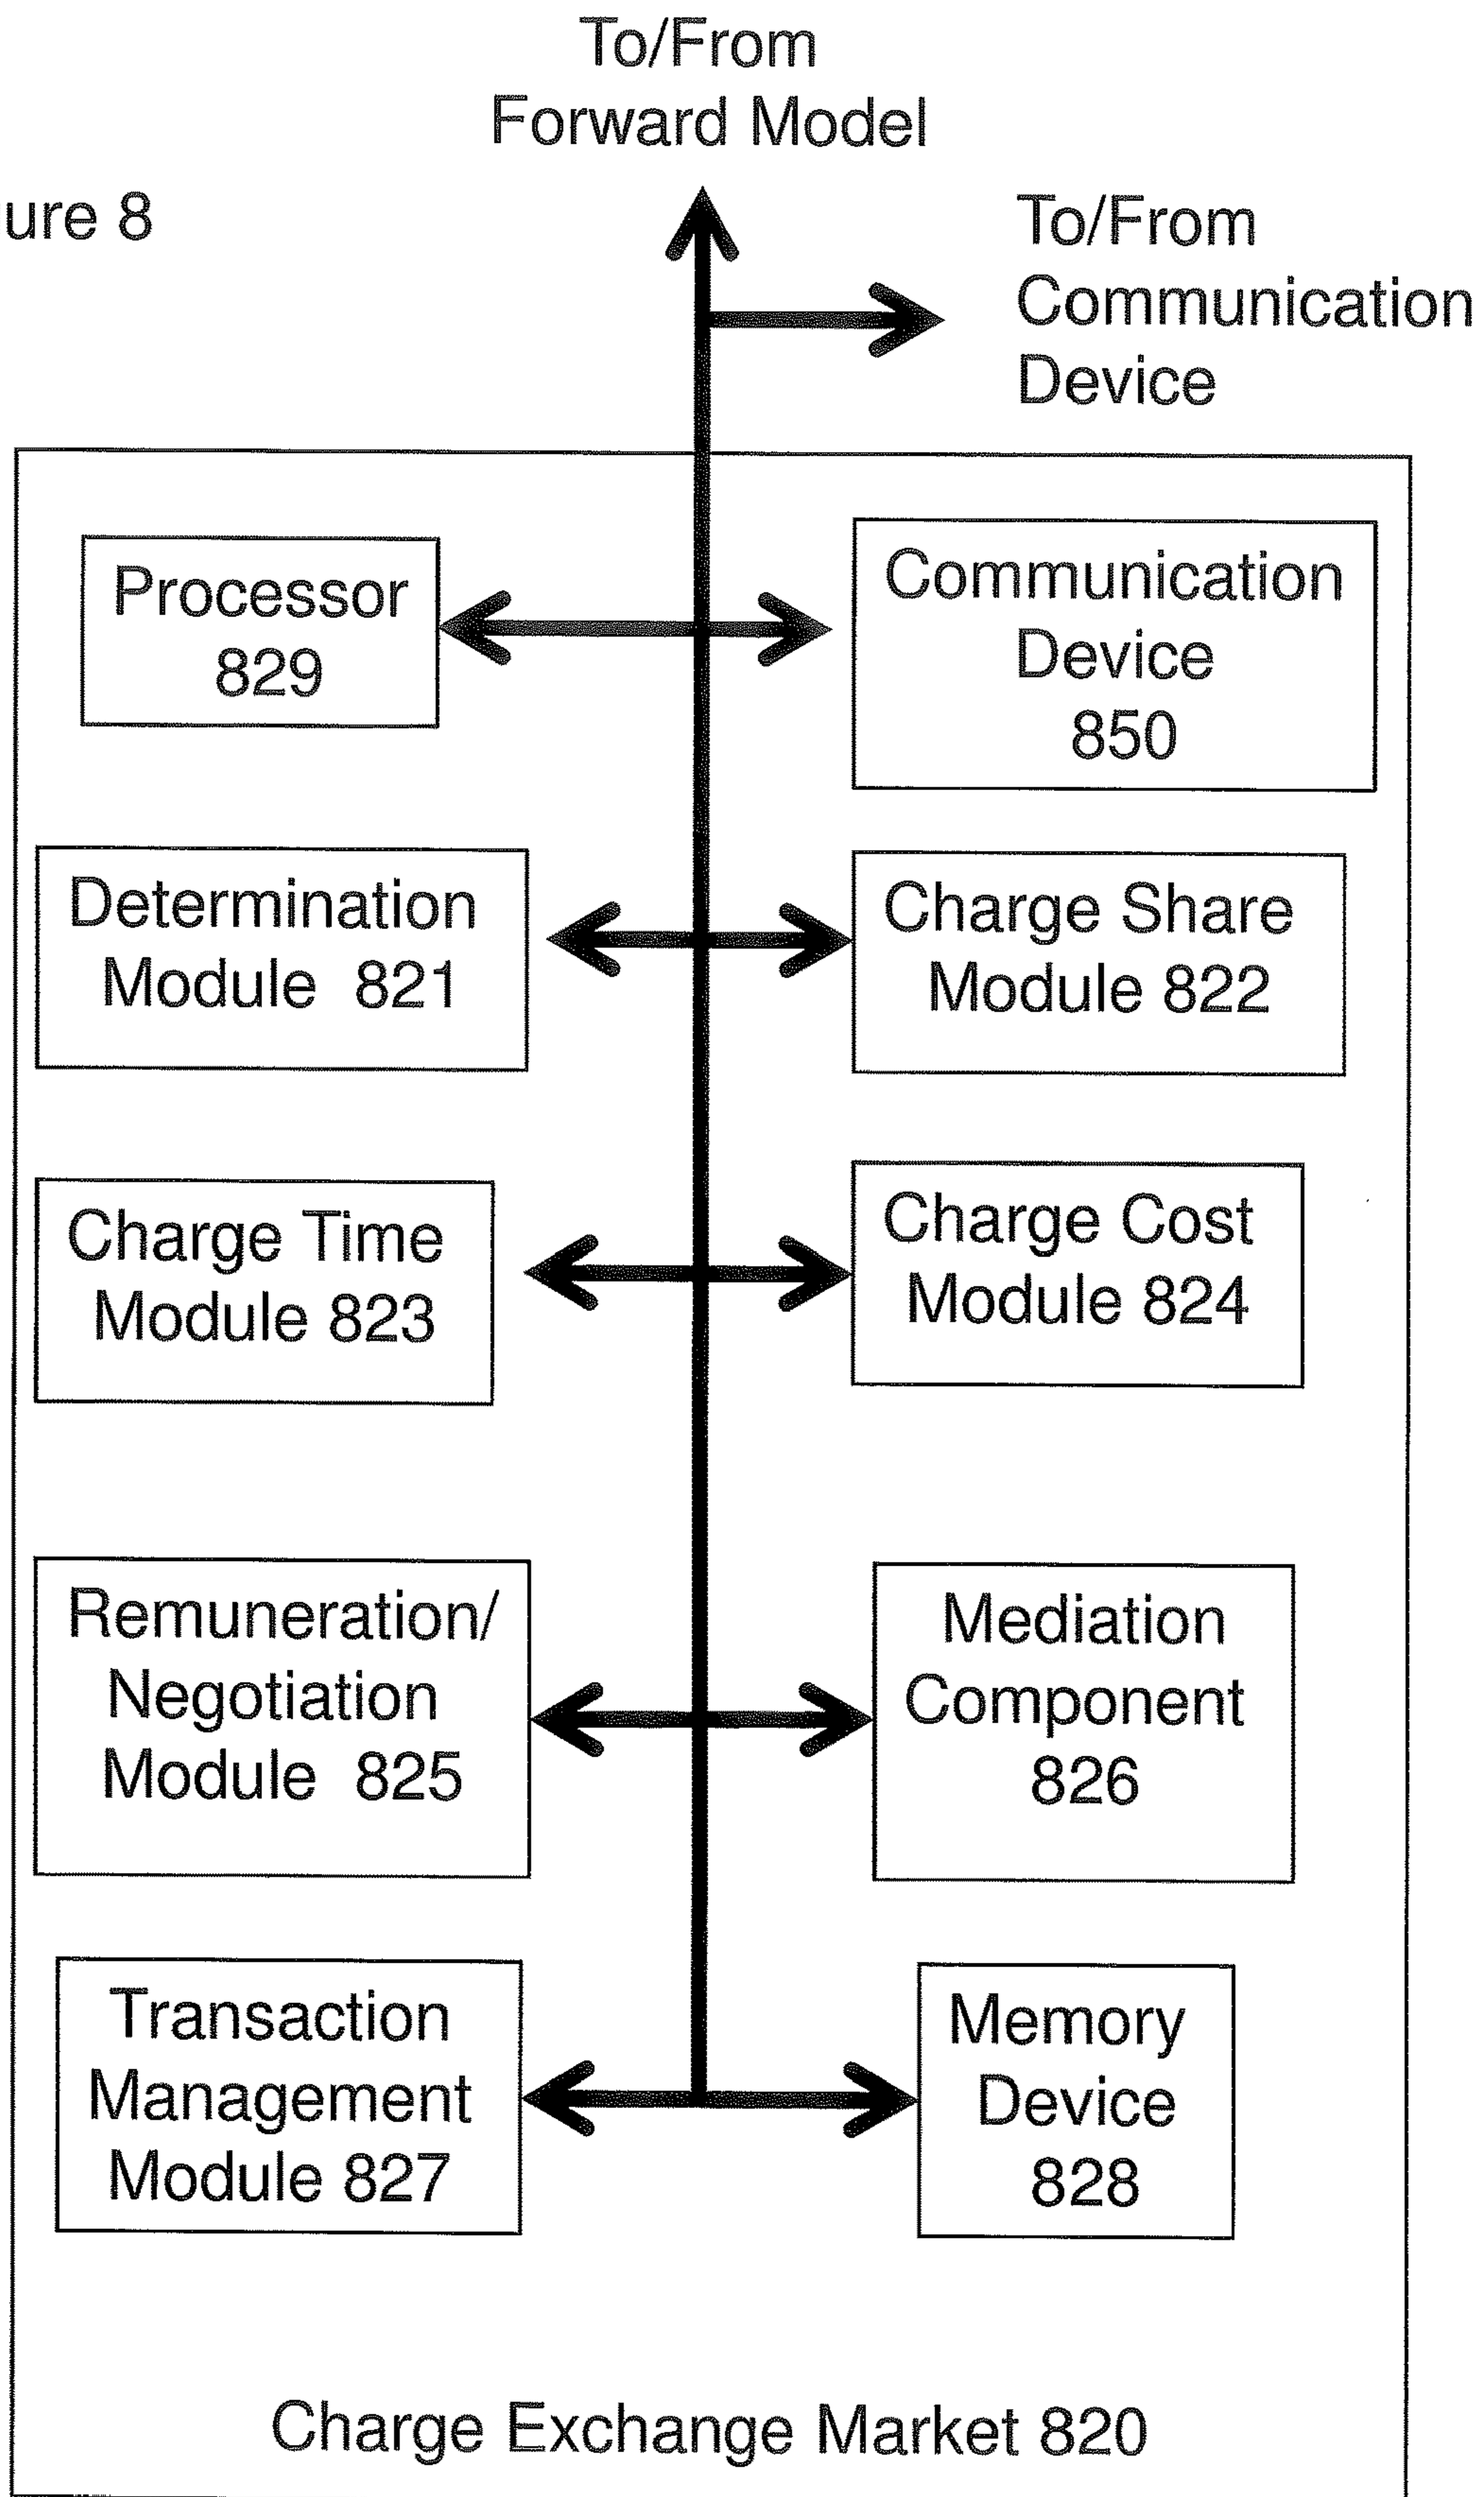 To/From
Forward Model
ure 8
To/From
Communication
Device
Processor
829
Communication
Device
850
Determination
Module 821
Charge Share
Module 822
Charge Time
Module 823
Charge Cost
Module 824
Remuneration/
Negotiation
Module 825
Mediation
Component
826
Transaction
Management
Module 827
Memory
Device
828
Charge Exchange Market 820